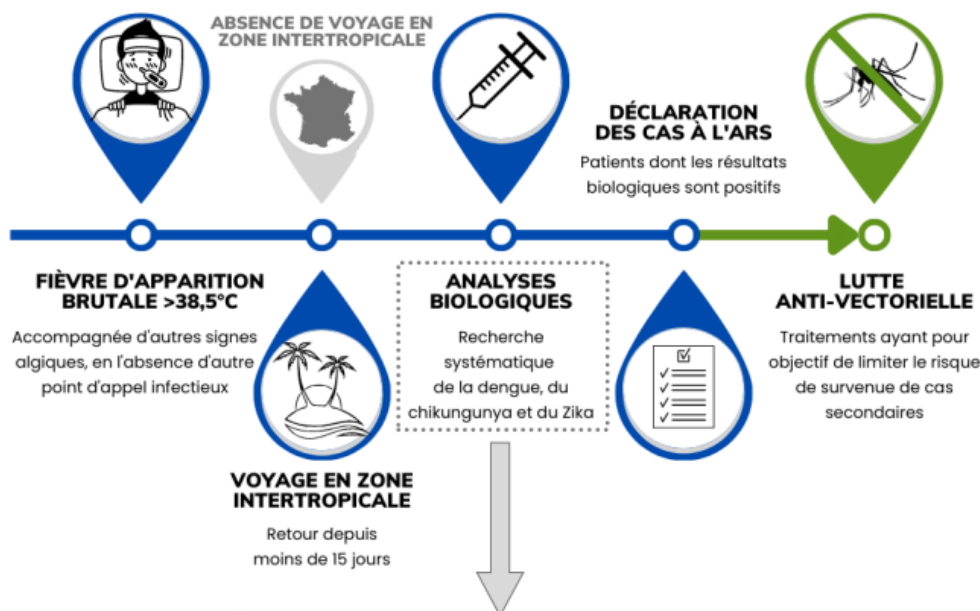 ABSENCE DE VOYAGE EN
ZONE INTERTROPICALE
DÉCLARATION
DES CAS À L'ARS
Patients dont les résultats
biologiques sont positifs
FIÈVRE D'APPARITION
BRUTALE >38,5°C
Accompagnée d'autres signes
algiques, en l'absence d'autre
point d'appel infectieux
ANALYSES
BIOLOGIQUES
Recherche
systématique
de la dengue, du
chikungunya et du Zika
LUTTE
ANTI-VECTORIELLE
Traitements ayant pour
objectif de limiter le risque
de survenue de cas
secondaires
VOYAGE EN ZONE
INTERTROPICALE
Retour depuis
moins de 15 jours